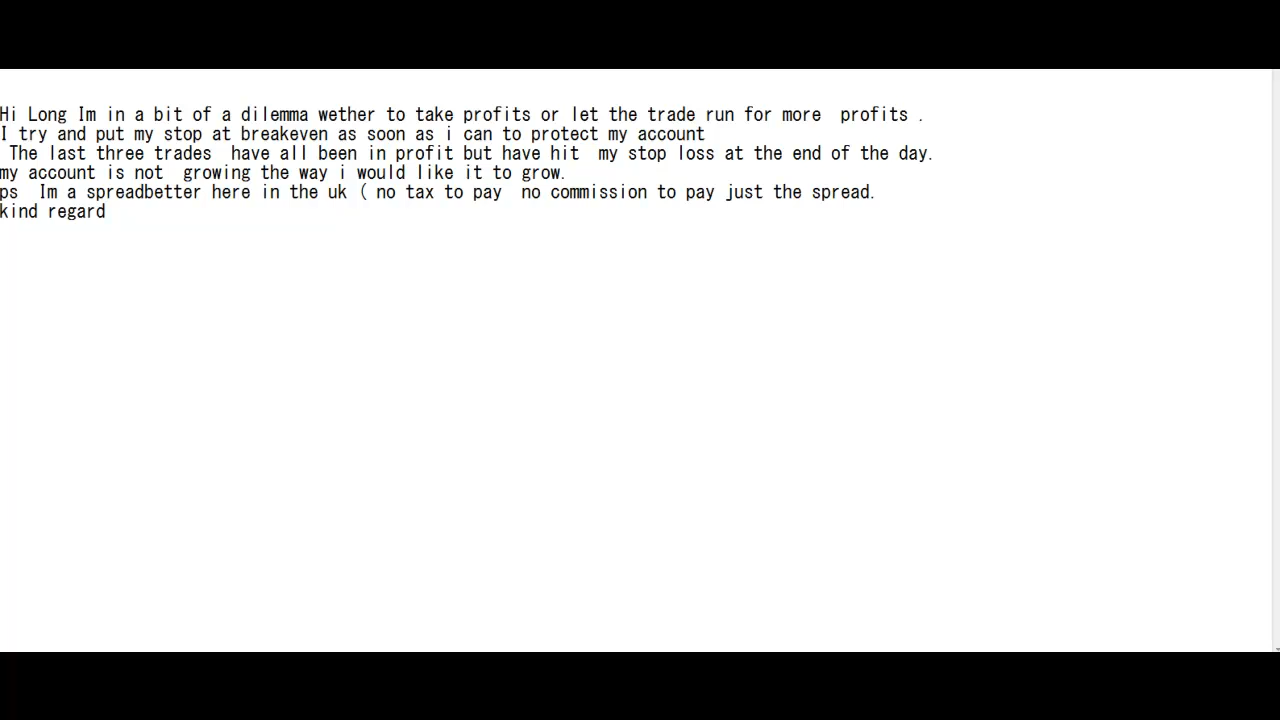 Hi Long Im in a bit of a dilemma wether to take profits or let the trade run for more  profits .
I try and put my stop at breakeven as soon as i can to protect my account
 The last three trades  have all been in profit but have hit  my stop loss at the end of the day.
my account is not  growing the way i would like it to grow.
ps  Im a spreadbetter here in the uk ( no tax to pay  no commission to pay just the spread.
kind regard